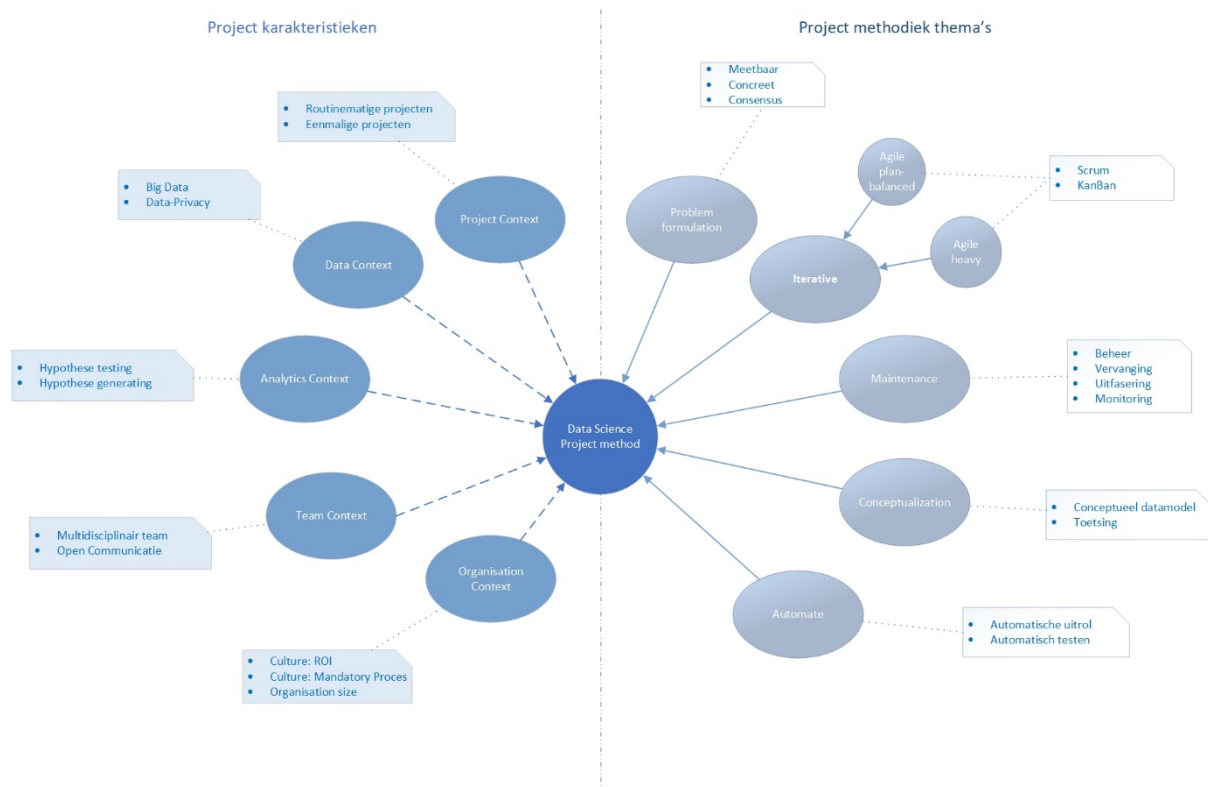 Project karakteristieken
Routinematige projecten
Eenmalige projecten
Big Data
Data-Privacy
Project Context
Data Context
Hypothese testing
Hypothese generating
Analytics Context
Team Context
Multidisciplinair team
Open Communicatie
Organisation
Context
Culture: ROI
Culture: Mandatory Proces
Organisation size
Data Science
Project method
Project methodiek thema's
Meetbaar
Concreet
Consensus
Problem
formulation
Agile
plan-
balanced
Scrum
KanBan
Agile
heavy
Iterative
Maintenance
Beheer
Vervanging
Uitfasering
Monitoring
Conceptualization
Conceptueel datamodel
Toetsing
Automate
Automatische uitrol
Automatisch testen